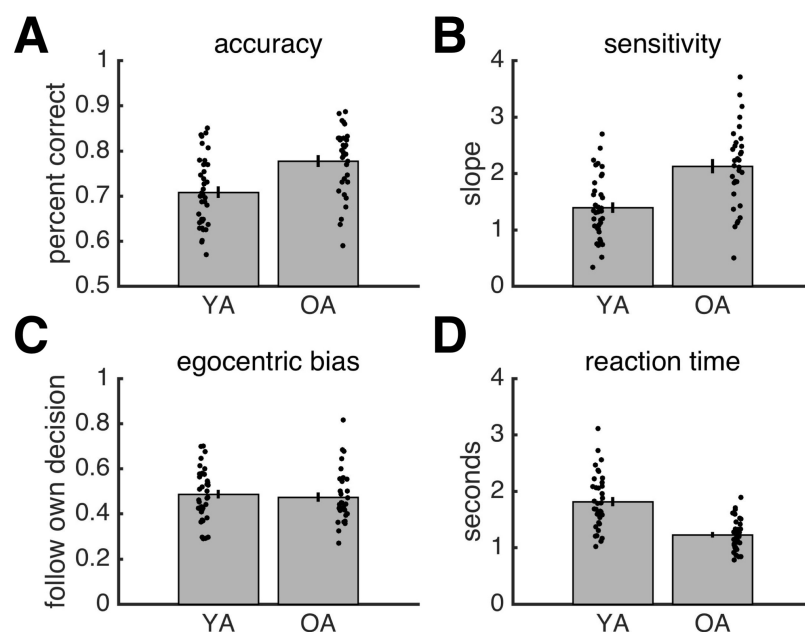 A
accuracy
percent correct
1
0.9
0.8
0.7
0.6
0.5
YA OA
B
sensitivity
slope
4
3
2
1
0
YA OA
C
egocentric bias
follow own decision
1
0.8
0.6
0.4
0.2
0
YA OA
D
reaction time
seconds
4
3
2
1
0
YA OA